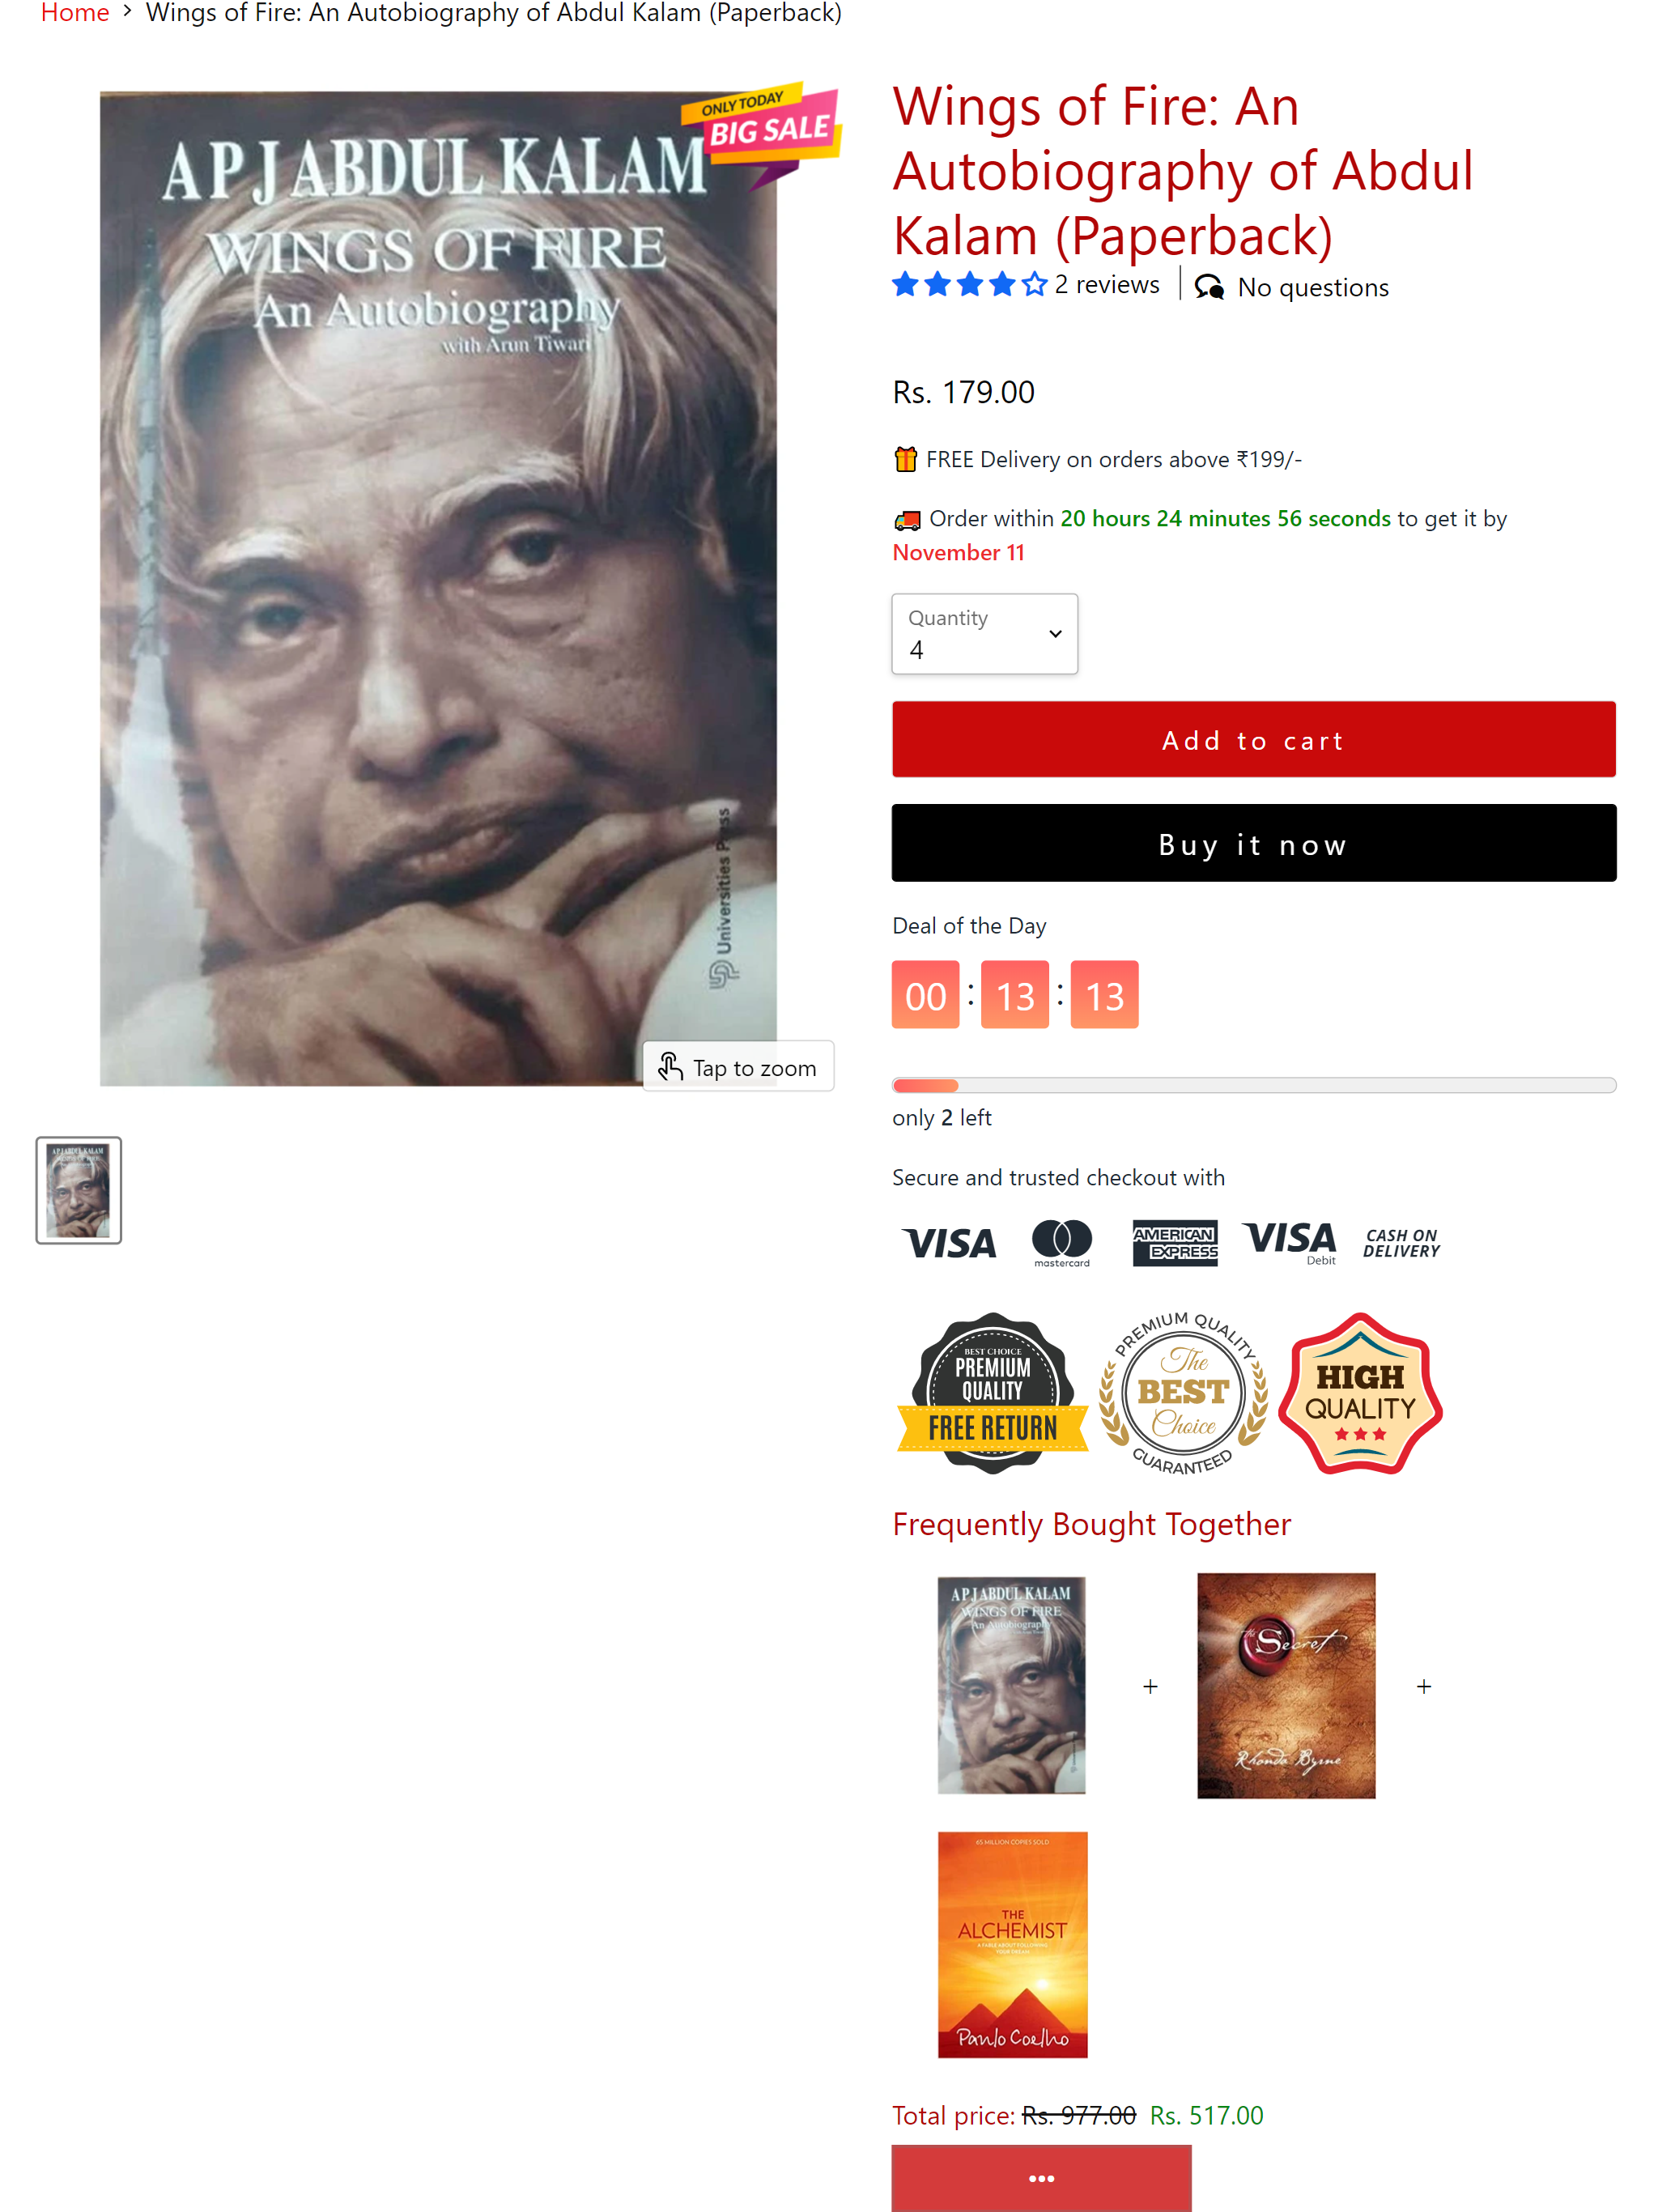 Home > Wings of Fire: An Autobiography of Abdul Kalam (Paperback)
ONLY TODAY
BIG SALE
A P J ABDUL KALAM
WINGS OF FIRE
An Autobiography
with Arun Tiwari
Universities Press
Tap to zoom
A P J ABDUL KALAM
Wings of Fire: An
Autobiography of Abdul
Kalam (Paperback)
2 reviews
No questions
Rs. 179.00
FREE Delivery on orders above ₹199/-
Order within 20 hours 24 minutes 56 seconds to get it by
November 11
Quantity
4
Add to cart
Buy it now
Deal of the Day
00 : 13 : 13
only 2 left
Secure and trusted checkout with
VISA
mastercard
AMERICAN
EXPRESS
VISA
Debit
CASH ON
DELIVERY
BEST CHOICE
PREMIUM
QUALITY
FREE RETURN
PREMIUM QUALITY
The
BEST
Choice
GUARANTEED
HIGH
QUALITY
Frequently Bought Together
A P J ABDUL KALAM
WINGS OF FIRE
An Autobiography
+
The Secret
Rhonda Byrne
+
65 MILLION COPIES SOLD
THE
ALCHEMIST
A FABLE ABOUT FOLLOWING
YOUR DREAM
Paulo Coelho
Total price: Rs. 977.00 Rs. 517.00